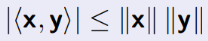 |⟨x, y⟩| ≤ ‖x‖ ‖y‖